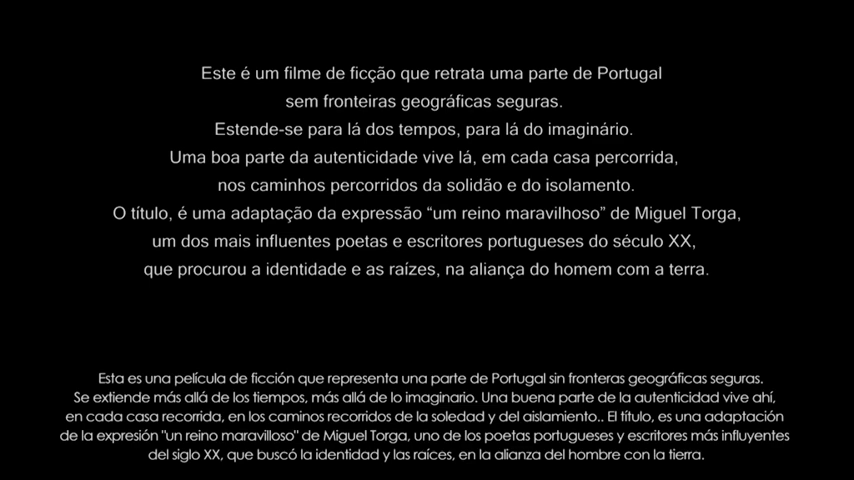 Este é um filme de ficção que retrata uma parte de Portugal
sem fronteiras geográficas seguras.
Estende-se para lá dos tempos, para lá do imaginário.
Uma boa parte da autenticidade vive lá, em cada casa percorrida,
nos caminhos percorridos da solidão e do isolamento.
O título, é uma adaptação da expressão “um reino maravilhoso” de Miguel Torga,
um dos mais influentes poetas e escritores portugueses do século XX,
que procurou a identidade e as raízes, na aliança do homem com a terra.
Esta es una película de ficción que representa una parte de Portugal sin fronteras geográficas seguras.
Se extiende más allá de los tiempos, más allá de lo imaginario. Una buena parte de la autenticidad vive ahí,
en cada casa recorrida, en los caminos recorridos de la soledad y del aislamiento.. El título, es una adaptación
de la expresión "un reino maravilloso" de Miguel Torga, uno de los poetas portugueses y escritores más influyentes
del siglo XX, que buscó la identidad y las raíces, en la alianza del hombre con la tierra.